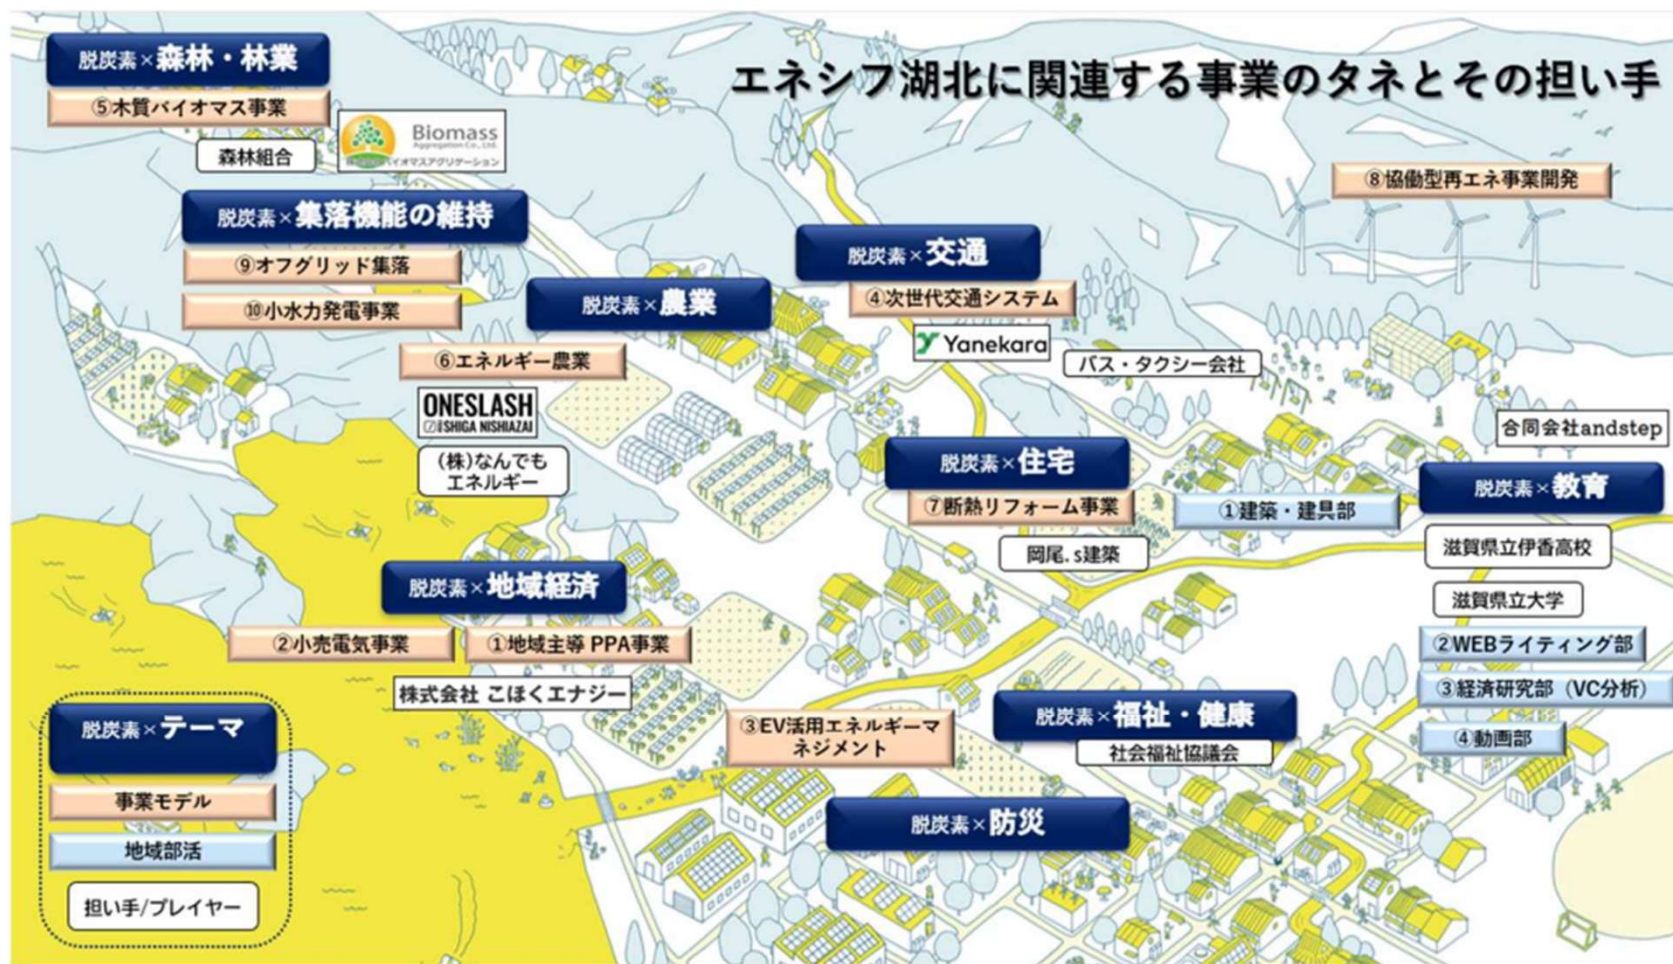 エネシフ湖北に関連する事業のタネとその担い手
脱炭素×森林・林業
⑤木質バイオマス事業
森林組合
Biomass
Aggregation Co., Ltd.
バイオマスアグリゲーション
⑧協働型再エネ事業開発
脱炭素×集落機能の維持
⑨オフグリッド集落
⑩小水力発電事業
脱炭素×交通
④次世代交通システム
Yanekara
バス・タクシー会社
脱炭素×農業
⑥エネルギー農業
ONESLASH
SHIGA NISHIAZAI
(株)なんでも
エネルギー
合同会社andstep
脱炭素×住宅
⑦断熱リフォーム事業
①建築・建具部
岡尾.s建築
脱炭素×教育
滋賀県立伊香高校
滋賀県立大学
②WEBライティング部
③経済研究部（VC分析）
④動画部
脱炭素×地域経済
②小売電気事業
①地域主導 PPA事業
株式会社 こほくエナジー
③EV活用エネルギーマ
ネジメント
脱炭素×福祉・健康
社会福祉協議会
脱炭素×防災
脱炭素×テーマ
事業モデル
地域部活
担い手/プレイヤー